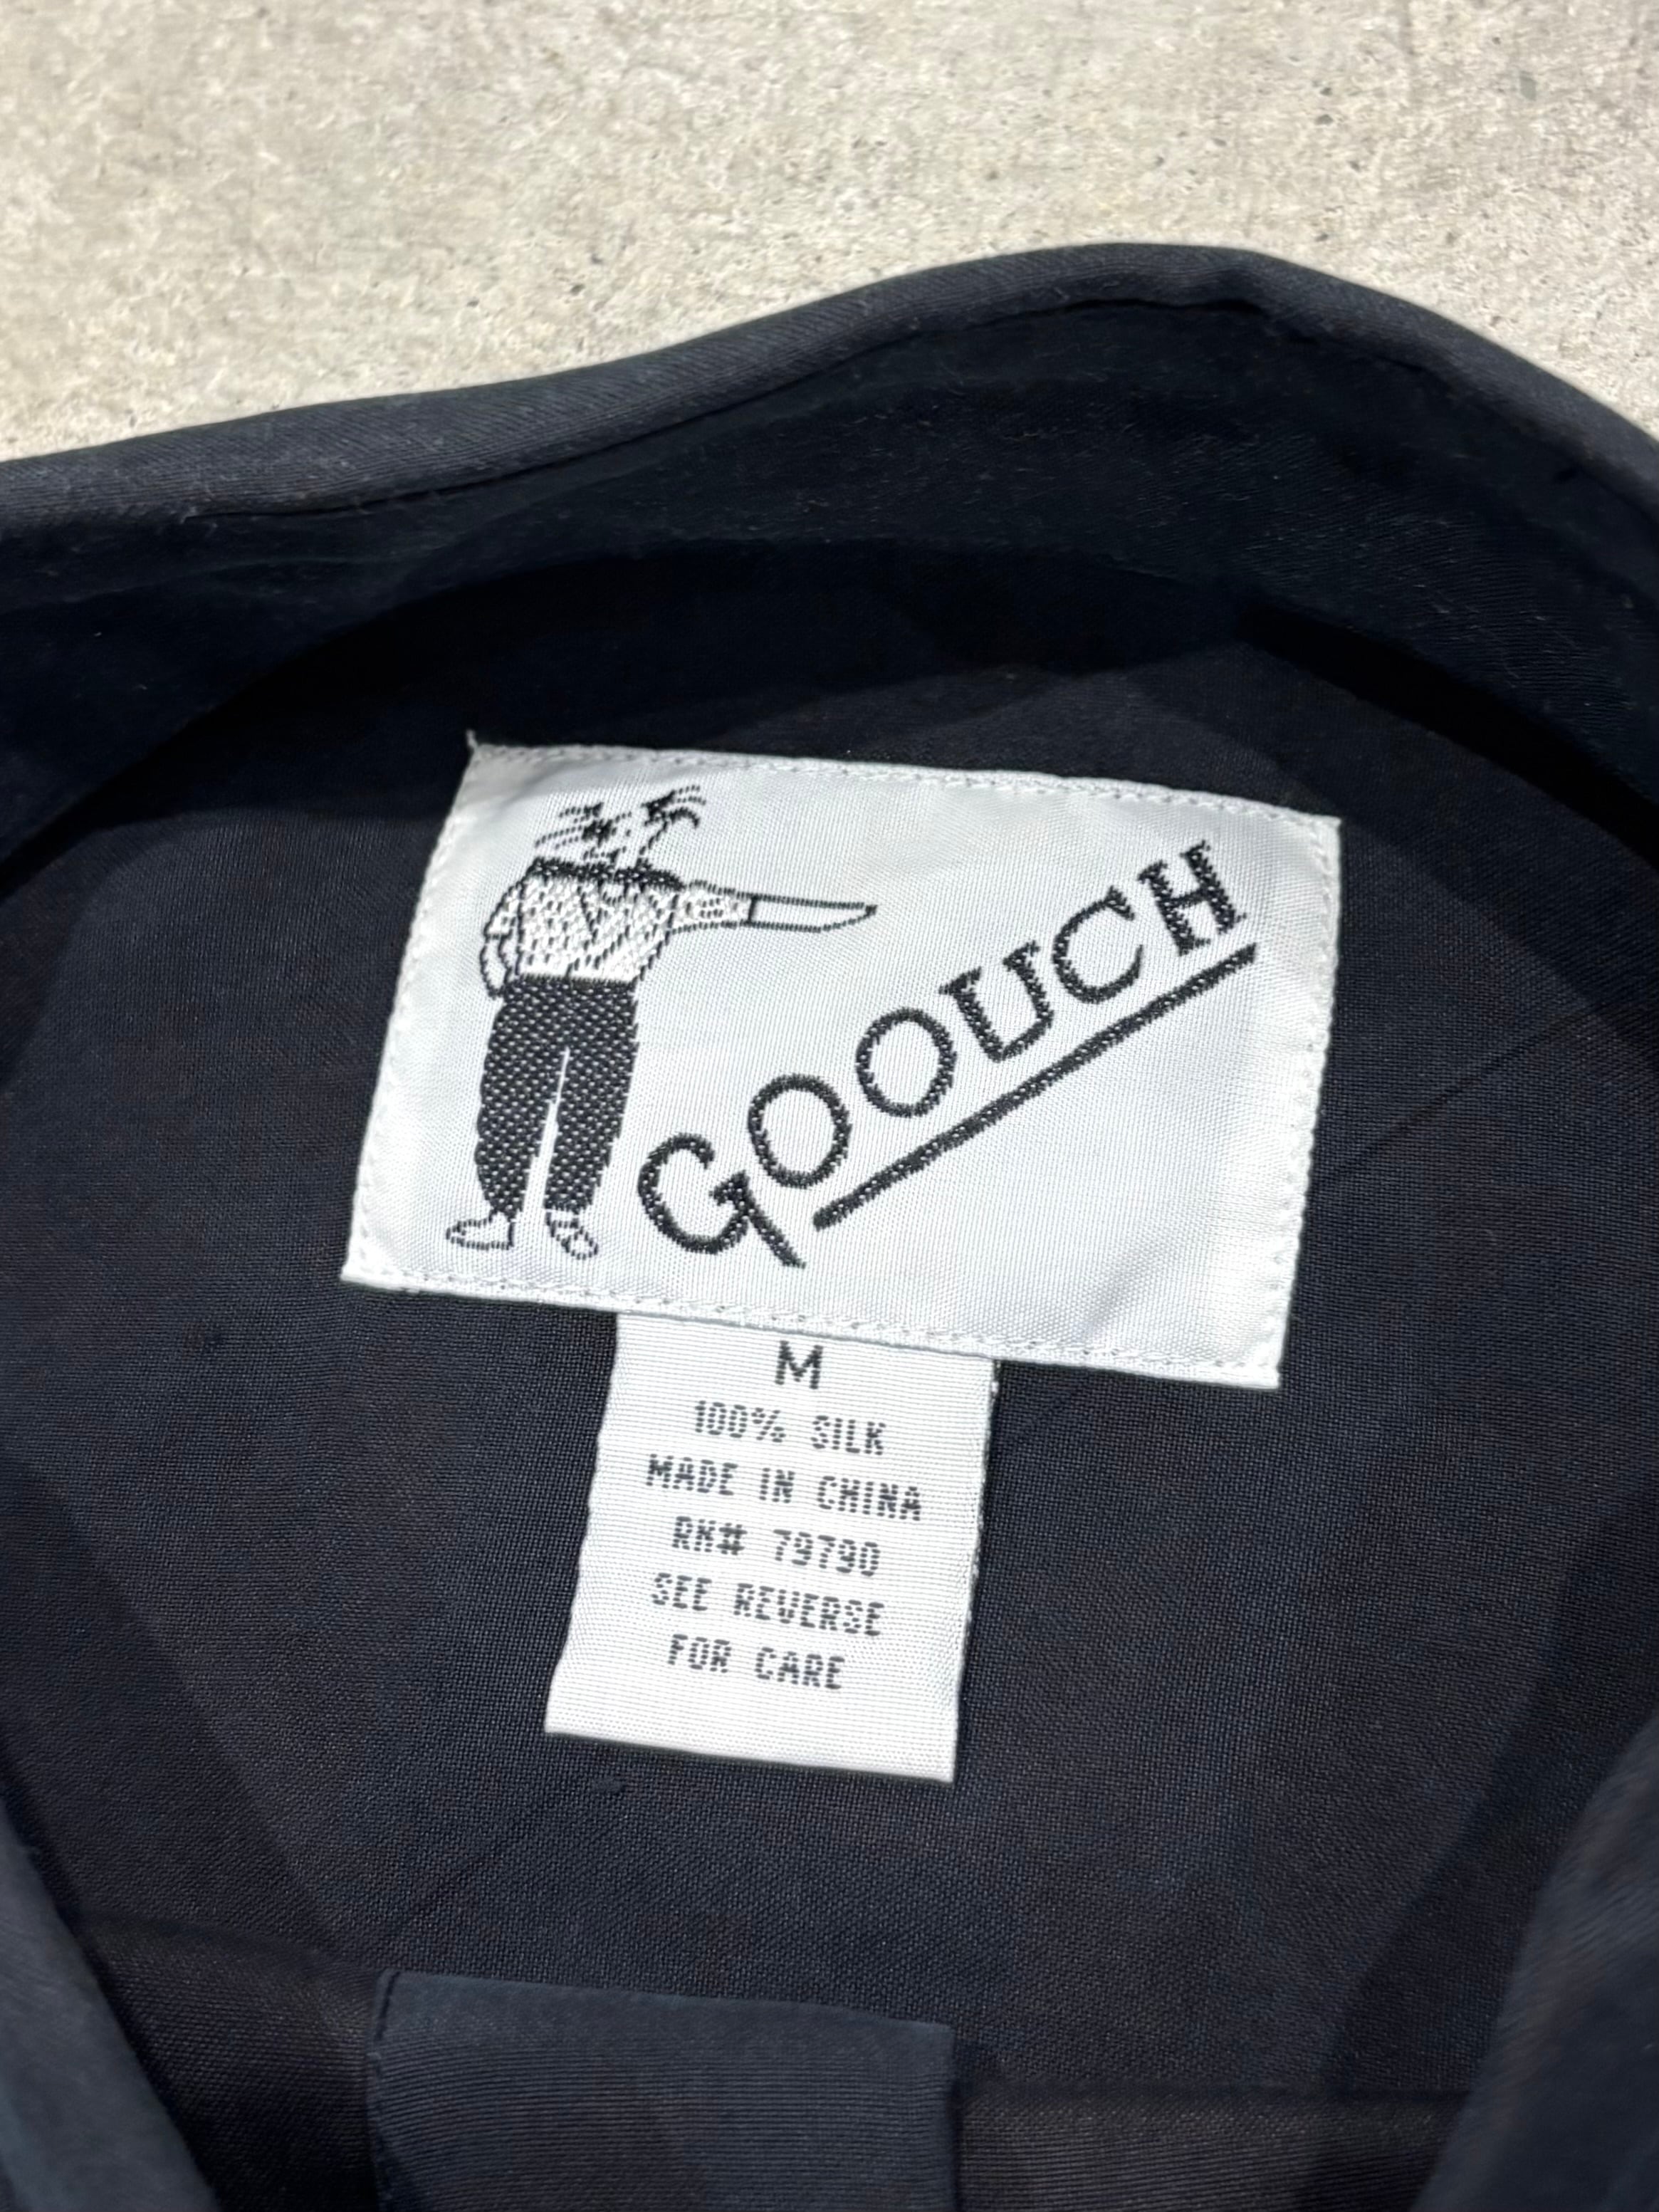 GOOUCH
M
100% SILK
MADE IN CHINA
RN# 79790
SEE REVERSE
FOR CARE